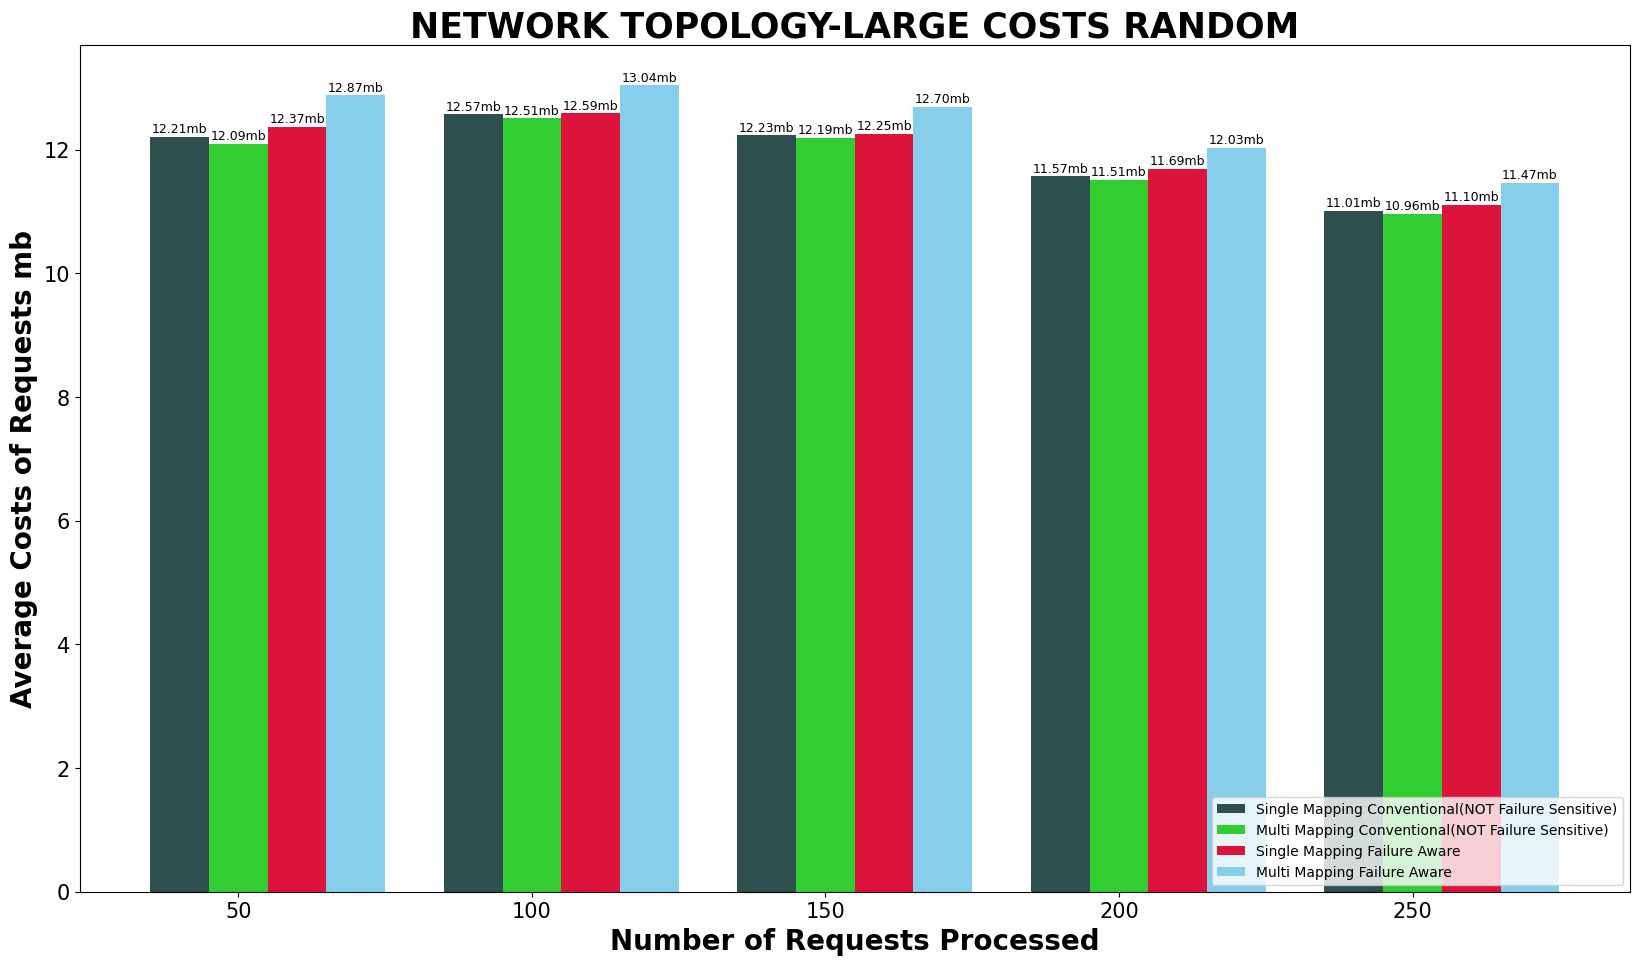 NETWORK TOPOLOGY-LARGE COSTS RANDOM
Average Costs of Requests mb
12
10
8
6
4
2
0
12.21mb
12.09mb
12.37mb
12.87mb
12.57mb
12.51mb
12.59mb
13.04mb
12.23mb
12.19mb
12.25mb
12.70mb
11.57mb
11.51mb
11.69mb
12.03mb
11.01mb
10.96mb
11.10mb
11.47mb
Single Mapping Conventional(NOT Failure Sensitive)
Multi Mapping Conventional(NOT Failure Sensitive)
Single Mapping Failure Aware
Multi Mapping Failure Aware
50
100
150
200
250
Number of Requests Processed